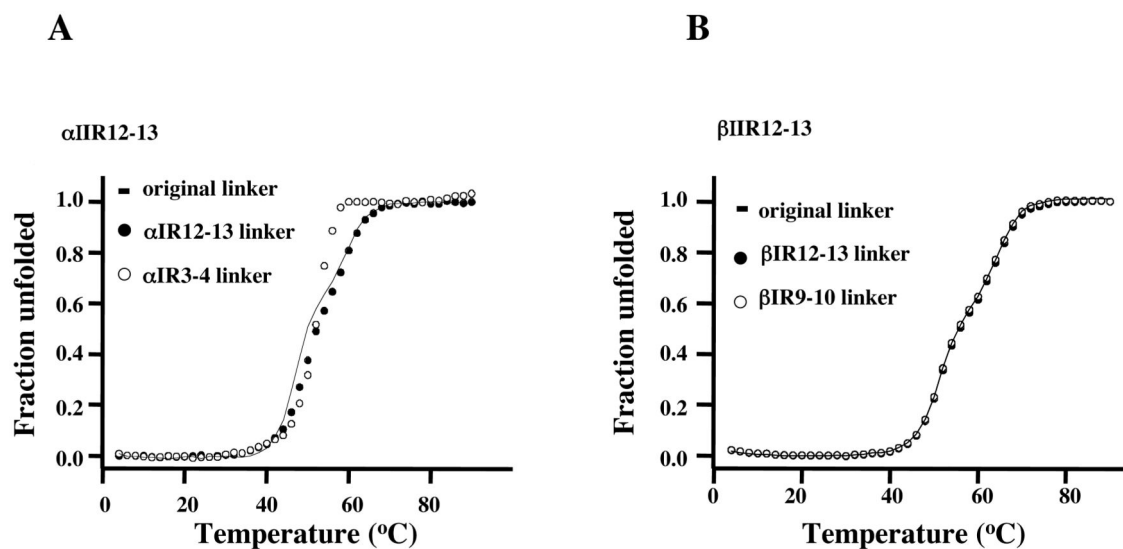 A
αIIR12-13
original linker
αIR12-13 linker
αIR3-4 linker
Fraction unfolded
1.0
0.8
0.6
0.4
0.2
0.0
0 20 40 60 80
Temperature (°C)
B
βIIR12-13
original linker
βIR12-13 linker
βIR9-10 linker
Fraction unfolded
1.0
0.8
0.6
0.4
0.2
0.0
0 20 40 60 80
Temperature (°C)